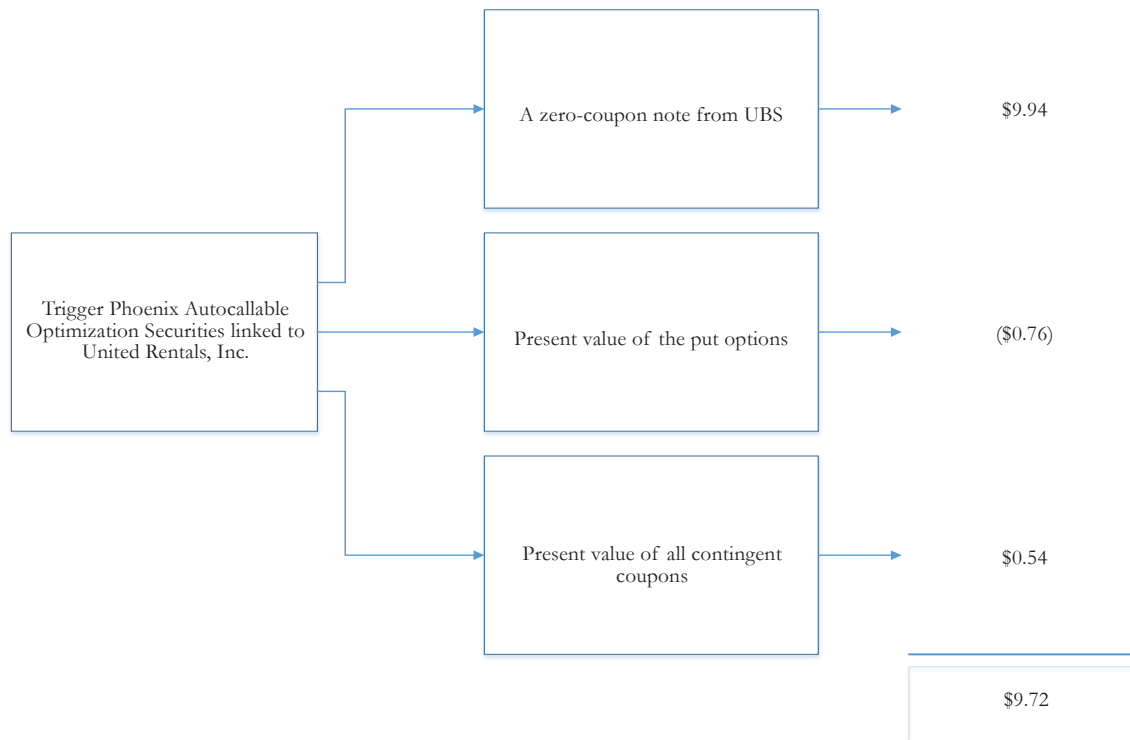 A zero-coupon note from UBS
$9.94
Trigger Phoenix Autocallable
Optimization Securities linked to
United Rentals, Inc.
Present value of the put options
($0.76)
Present value of all contingent
coupons
$0.54
$9.72